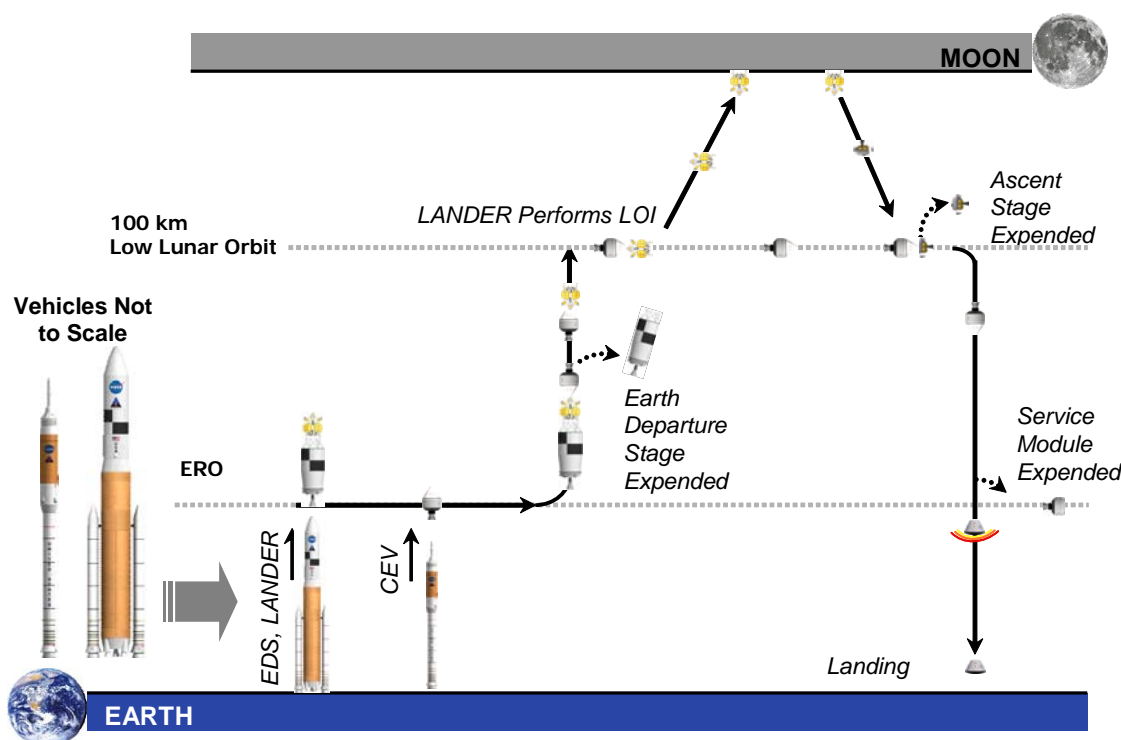 MOON
LANDER Performs LOI
Ascent
Stage
Expended
100 km
Low Lunar Orbit
Vehicles Not
to Scale
Earth
Departure
Stage
Expended
Service
Module
Expended
ERO
EDS, LANDER
CEV
Landing
EARTH